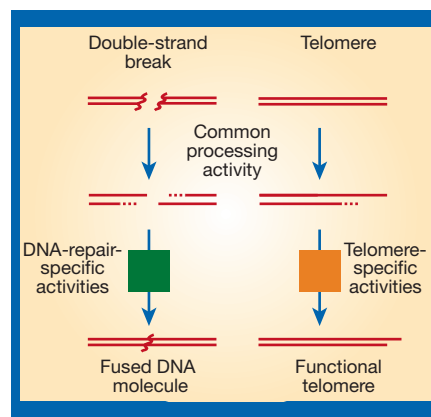 Double-strand
break
Telomere
Common
processing
activity
DNA-repair-
specific
activities
Telomere-
specific
activities
Fused DNA
molecule
Functional
telomere